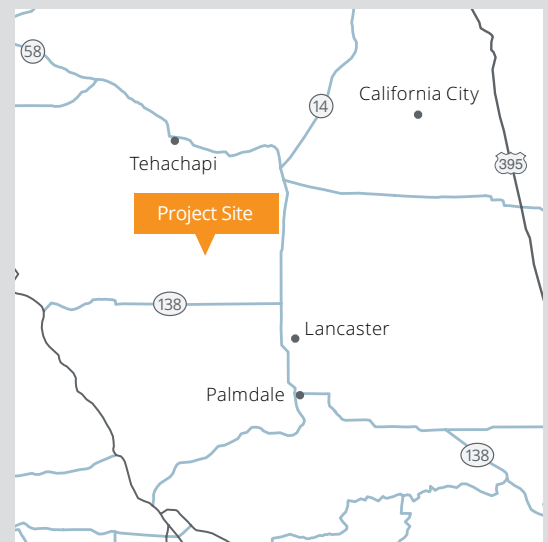 58
California City
14
Tehachapi
395
Project Site
138
Lancaster
Palmdale
138